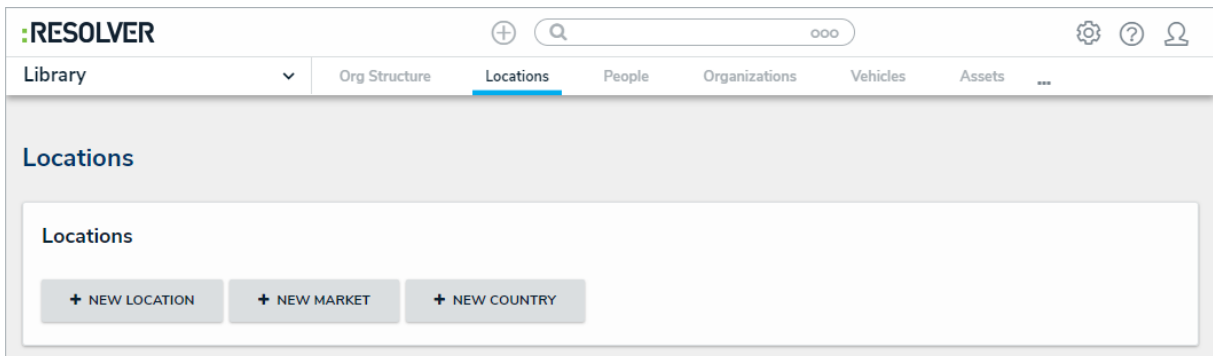 :RESOLVER
Library Org Structure Locations People Organizations Vehicles Assets ...
Locations
Locations
+ NEW LOCATION + NEW MARKET + NEW COUNTRY